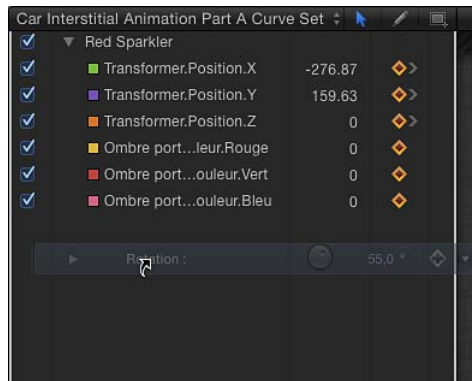 Car Interstitial Animation Part A Curve Set
Red Sparkler
Transformer.Position.X -276.87
Transformer.Position.Y 159.63
Transformer.Position.Z 0
Ombre port...leur.Rouge 0
Ombre port...ouleur.Vert 0
Ombre port...ouleur.Bleu 0
Rotation : 55,0 °